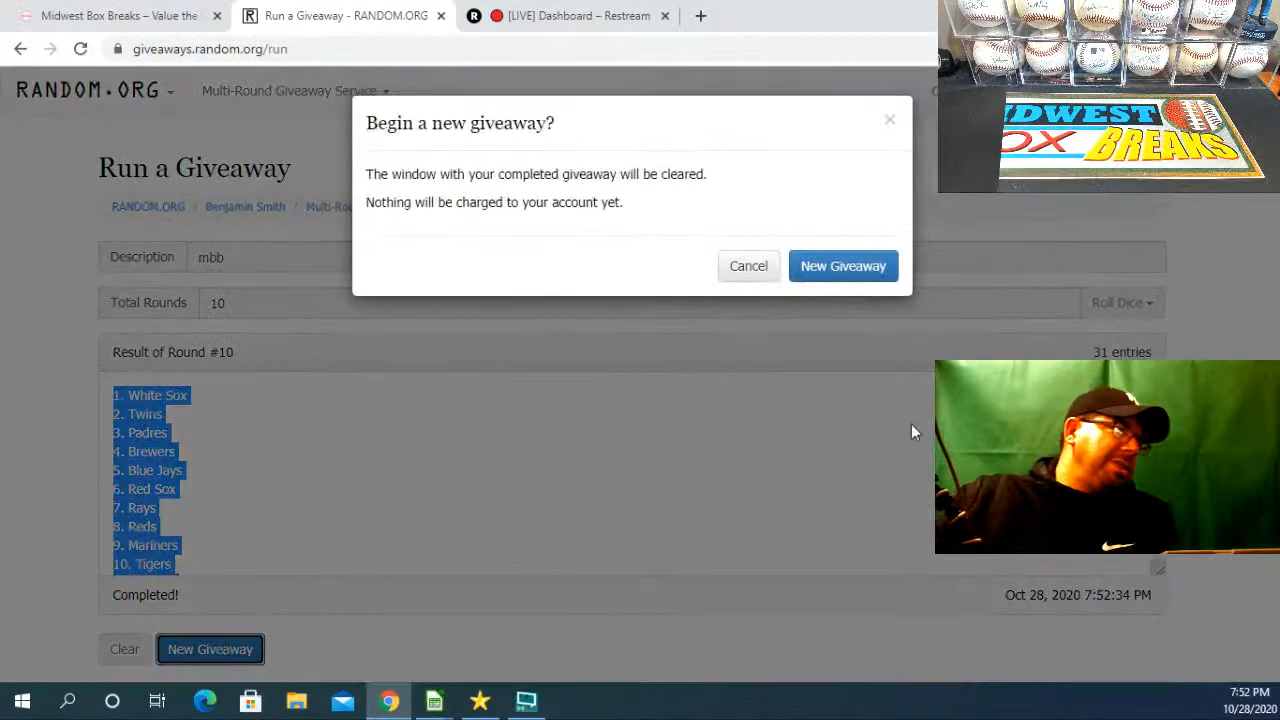 Midwest Box Breaks – Value the
Run a Giveaway - RANDOM.ORG
[LIVE] Dashboard – Restream
giveaways.random.org/run
RANDOM.ORG
Multi-Round Giveaway Service
Begin a new giveaway?
The window with your completed giveaway will be cleared.
Nothing will be charged to your account yet.
Cancel
New Giveaway
Run a Giveaway
RANDOM.ORG / Benjamin Smith /
Description
mbb
Total Rounds
10
Roll Dice
Result of Round #10
31 entries
1. White Sox
2. Twins
3. Padres
4. Brewers
5. Blue Jays
6. Red Sox
7. Rays
8. Reds
9. Mariners
10. Tigers
Completed!
Oct 28, 2020 7:52:34 PM
Clear
New Giveaway
IDWEST
OX
BREAKS
7:52 PM
10/28/2020